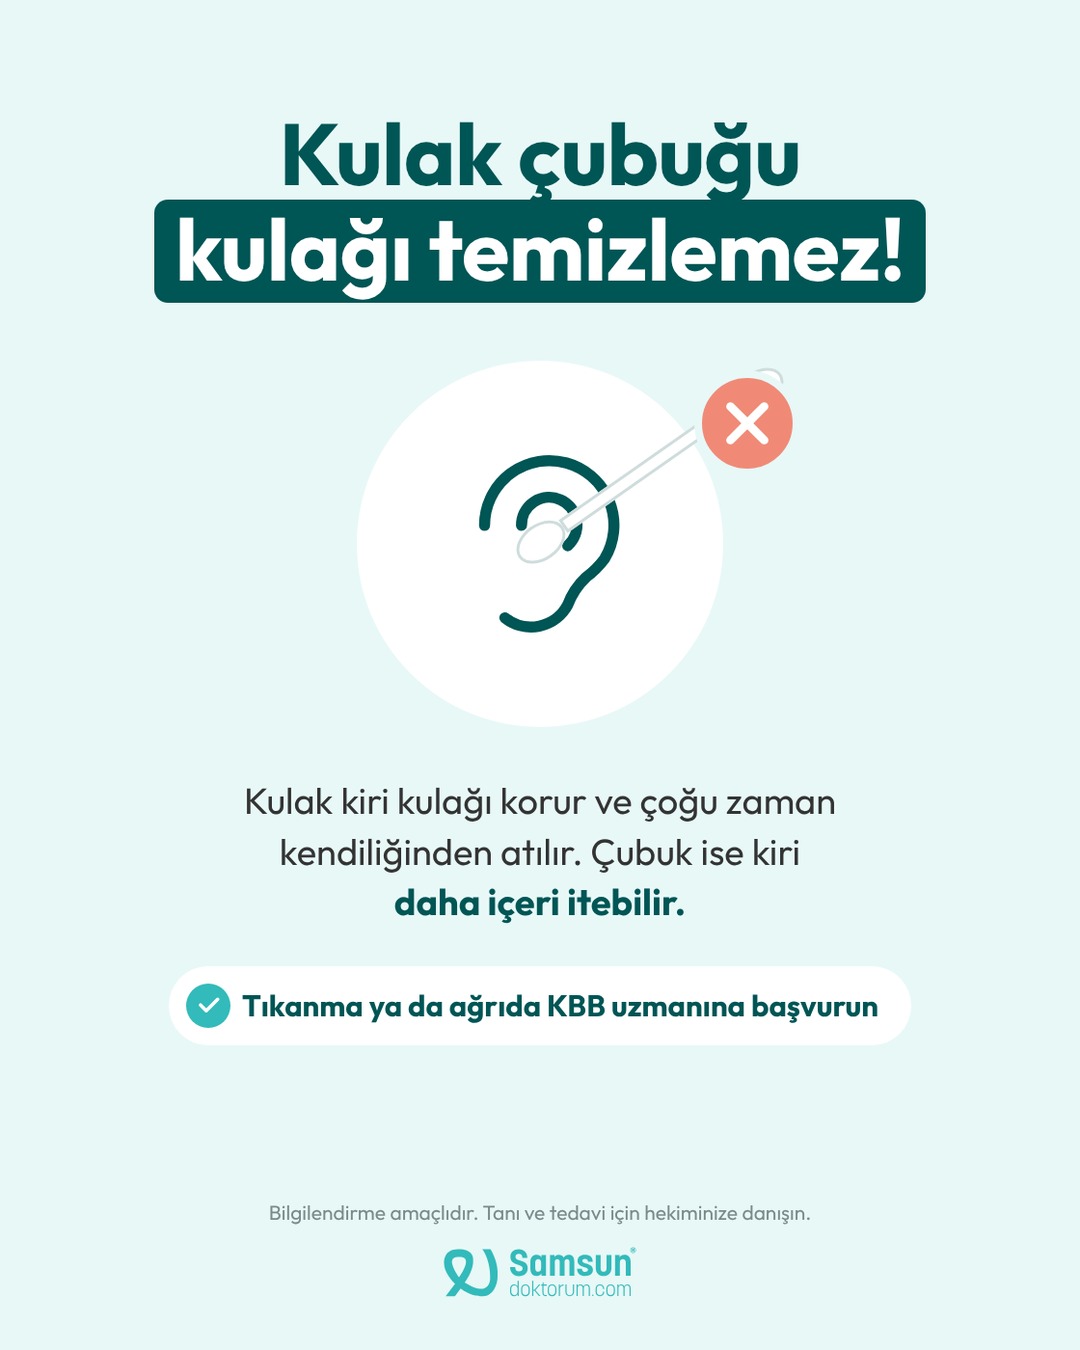 Kulak çubuğu
kulağı temizlemez!
Kulak kiri kulağı korur ve çoğu zaman
kendiliğinden atılır. Çubuk ise kiri
daha içeri itebilir.
Tıkanma ya da ağrıda KBB uzmanına başvurun
Bilgilendirme amaçlıdır. Tanı ve tedavi için hekiminize danışın.
Samsun®
doktorum.com